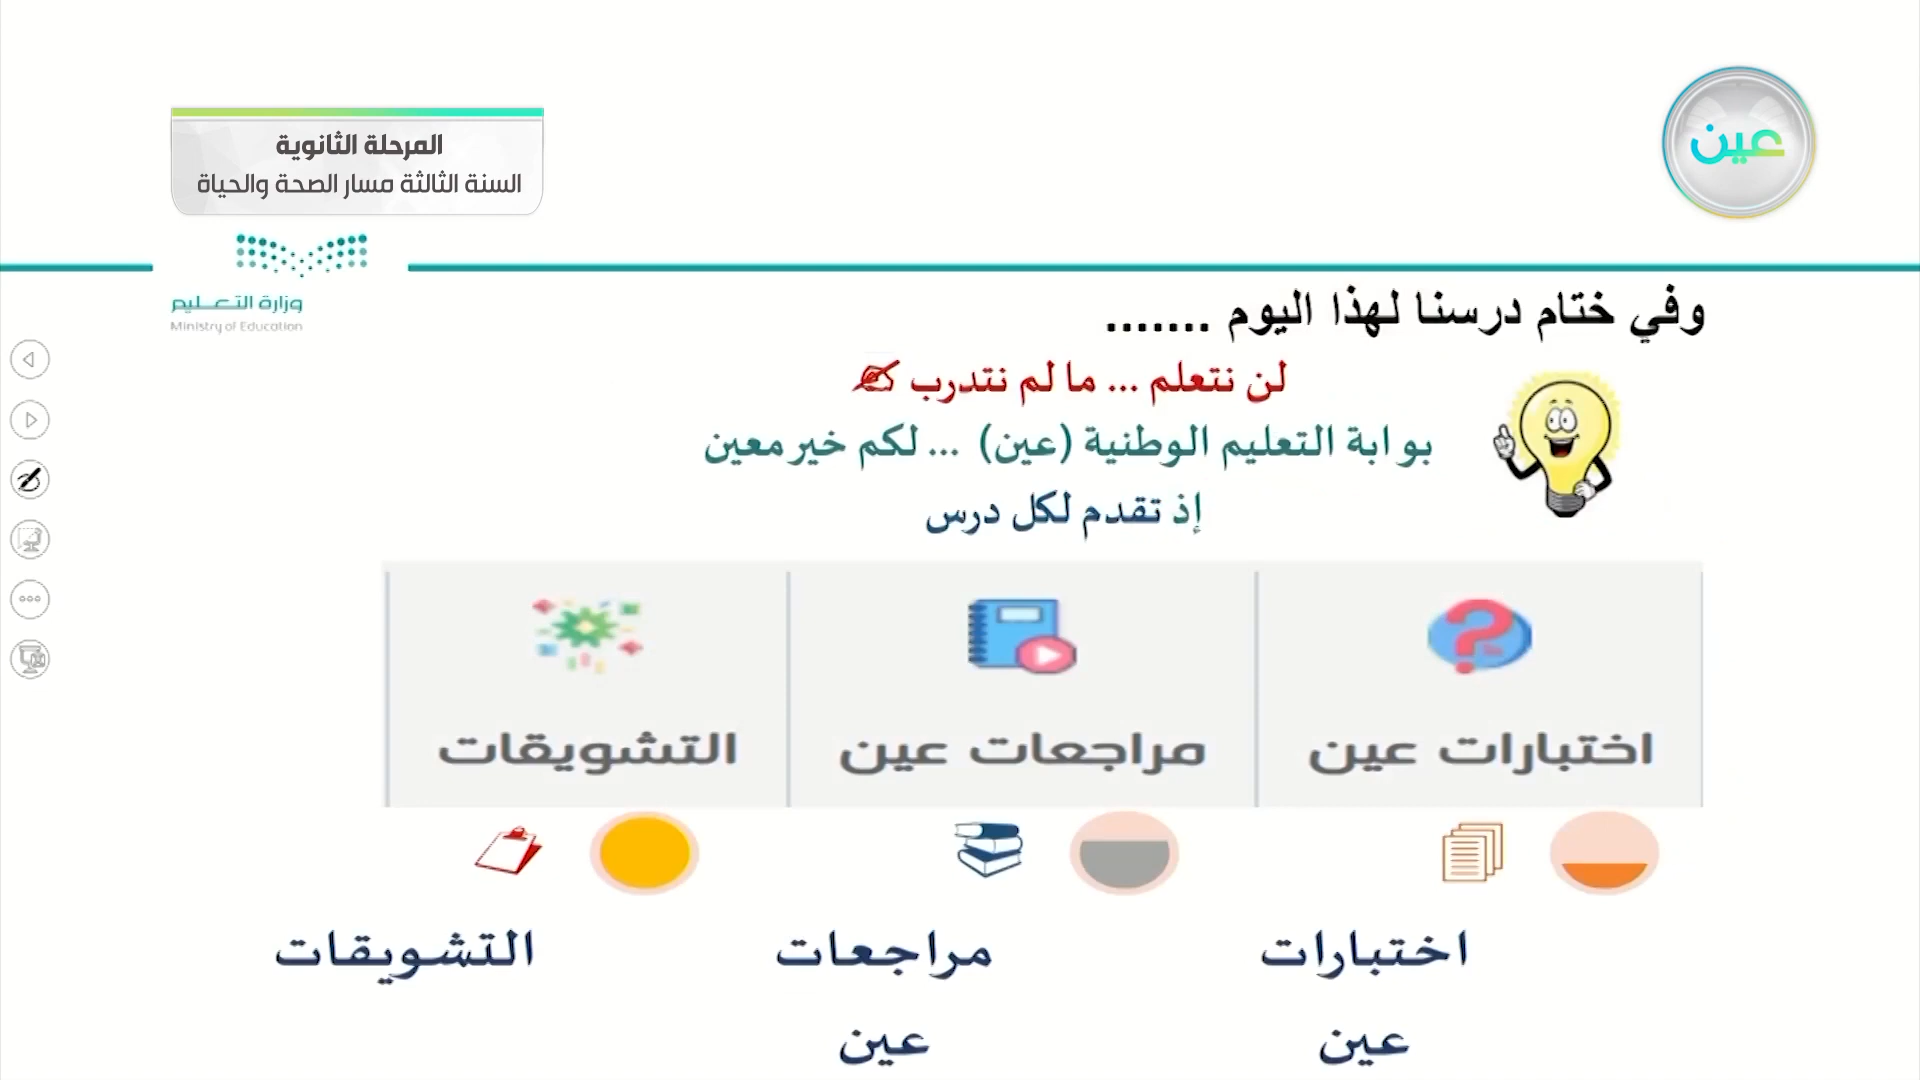 عين
المرحلة الثانوية
السنة الثالثة مسار الصحة والحياة
وزارة التعليم
Ministry of Education
وفي ختام درسنا لهذا اليوم .......
لن نتعلم ... ما لم نتدرب ✍
بوابة التعليم الوطنية (عين) ... لكم خير معين
إذ تقدم لكل درس
اختبارات عين
مراجعات عين
التشويقات
اختبارات عين
مراجعات عين
التشويقات